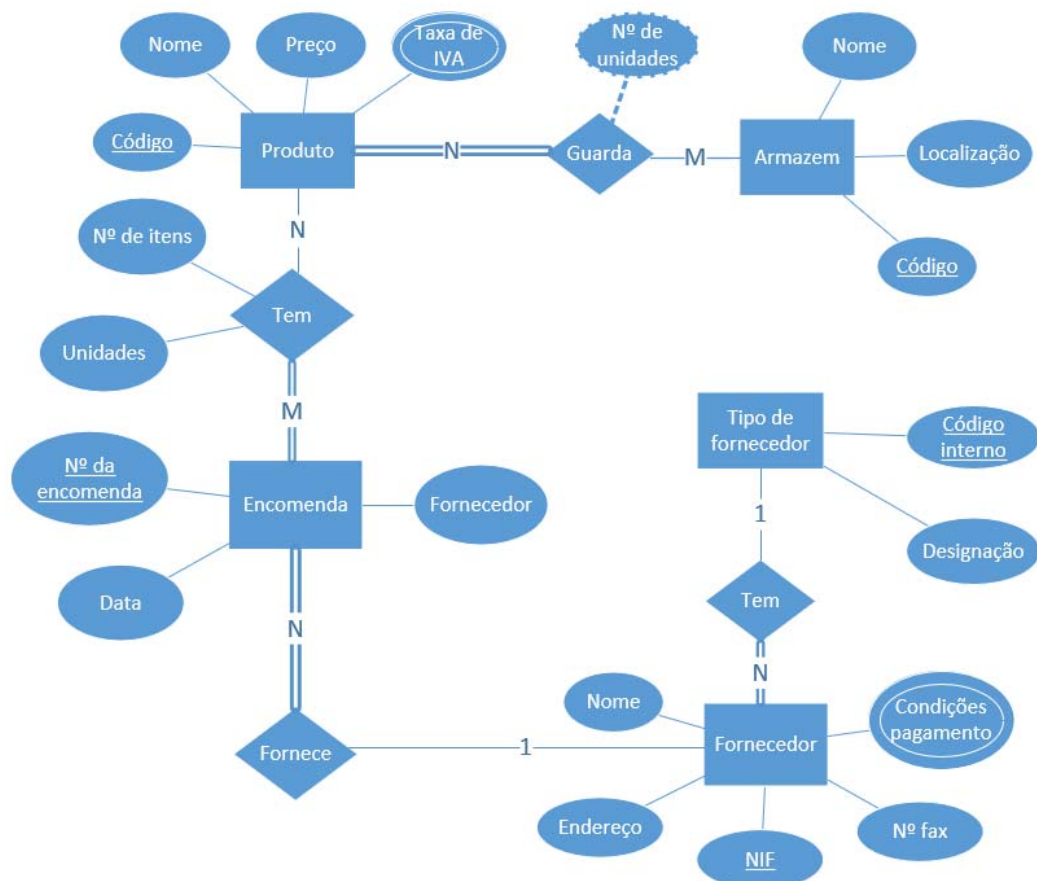 Nome
Preço
Taxa de
IVA
Nº de
unidades
Nome
Código
Produto
N
Guarda
M
Armazem
Localização
Código
N
Nº de itens
Tem
Unidades
M
Tipo de
fornecedor
Código
interno
Nº da
encomenda
Encomenda
Fornecedor
1
Designação
Data
Tem
N
N
Nome
Condições
pagamento
Fornece
1
Fornecedor
Endereço
Nº fax
NIF